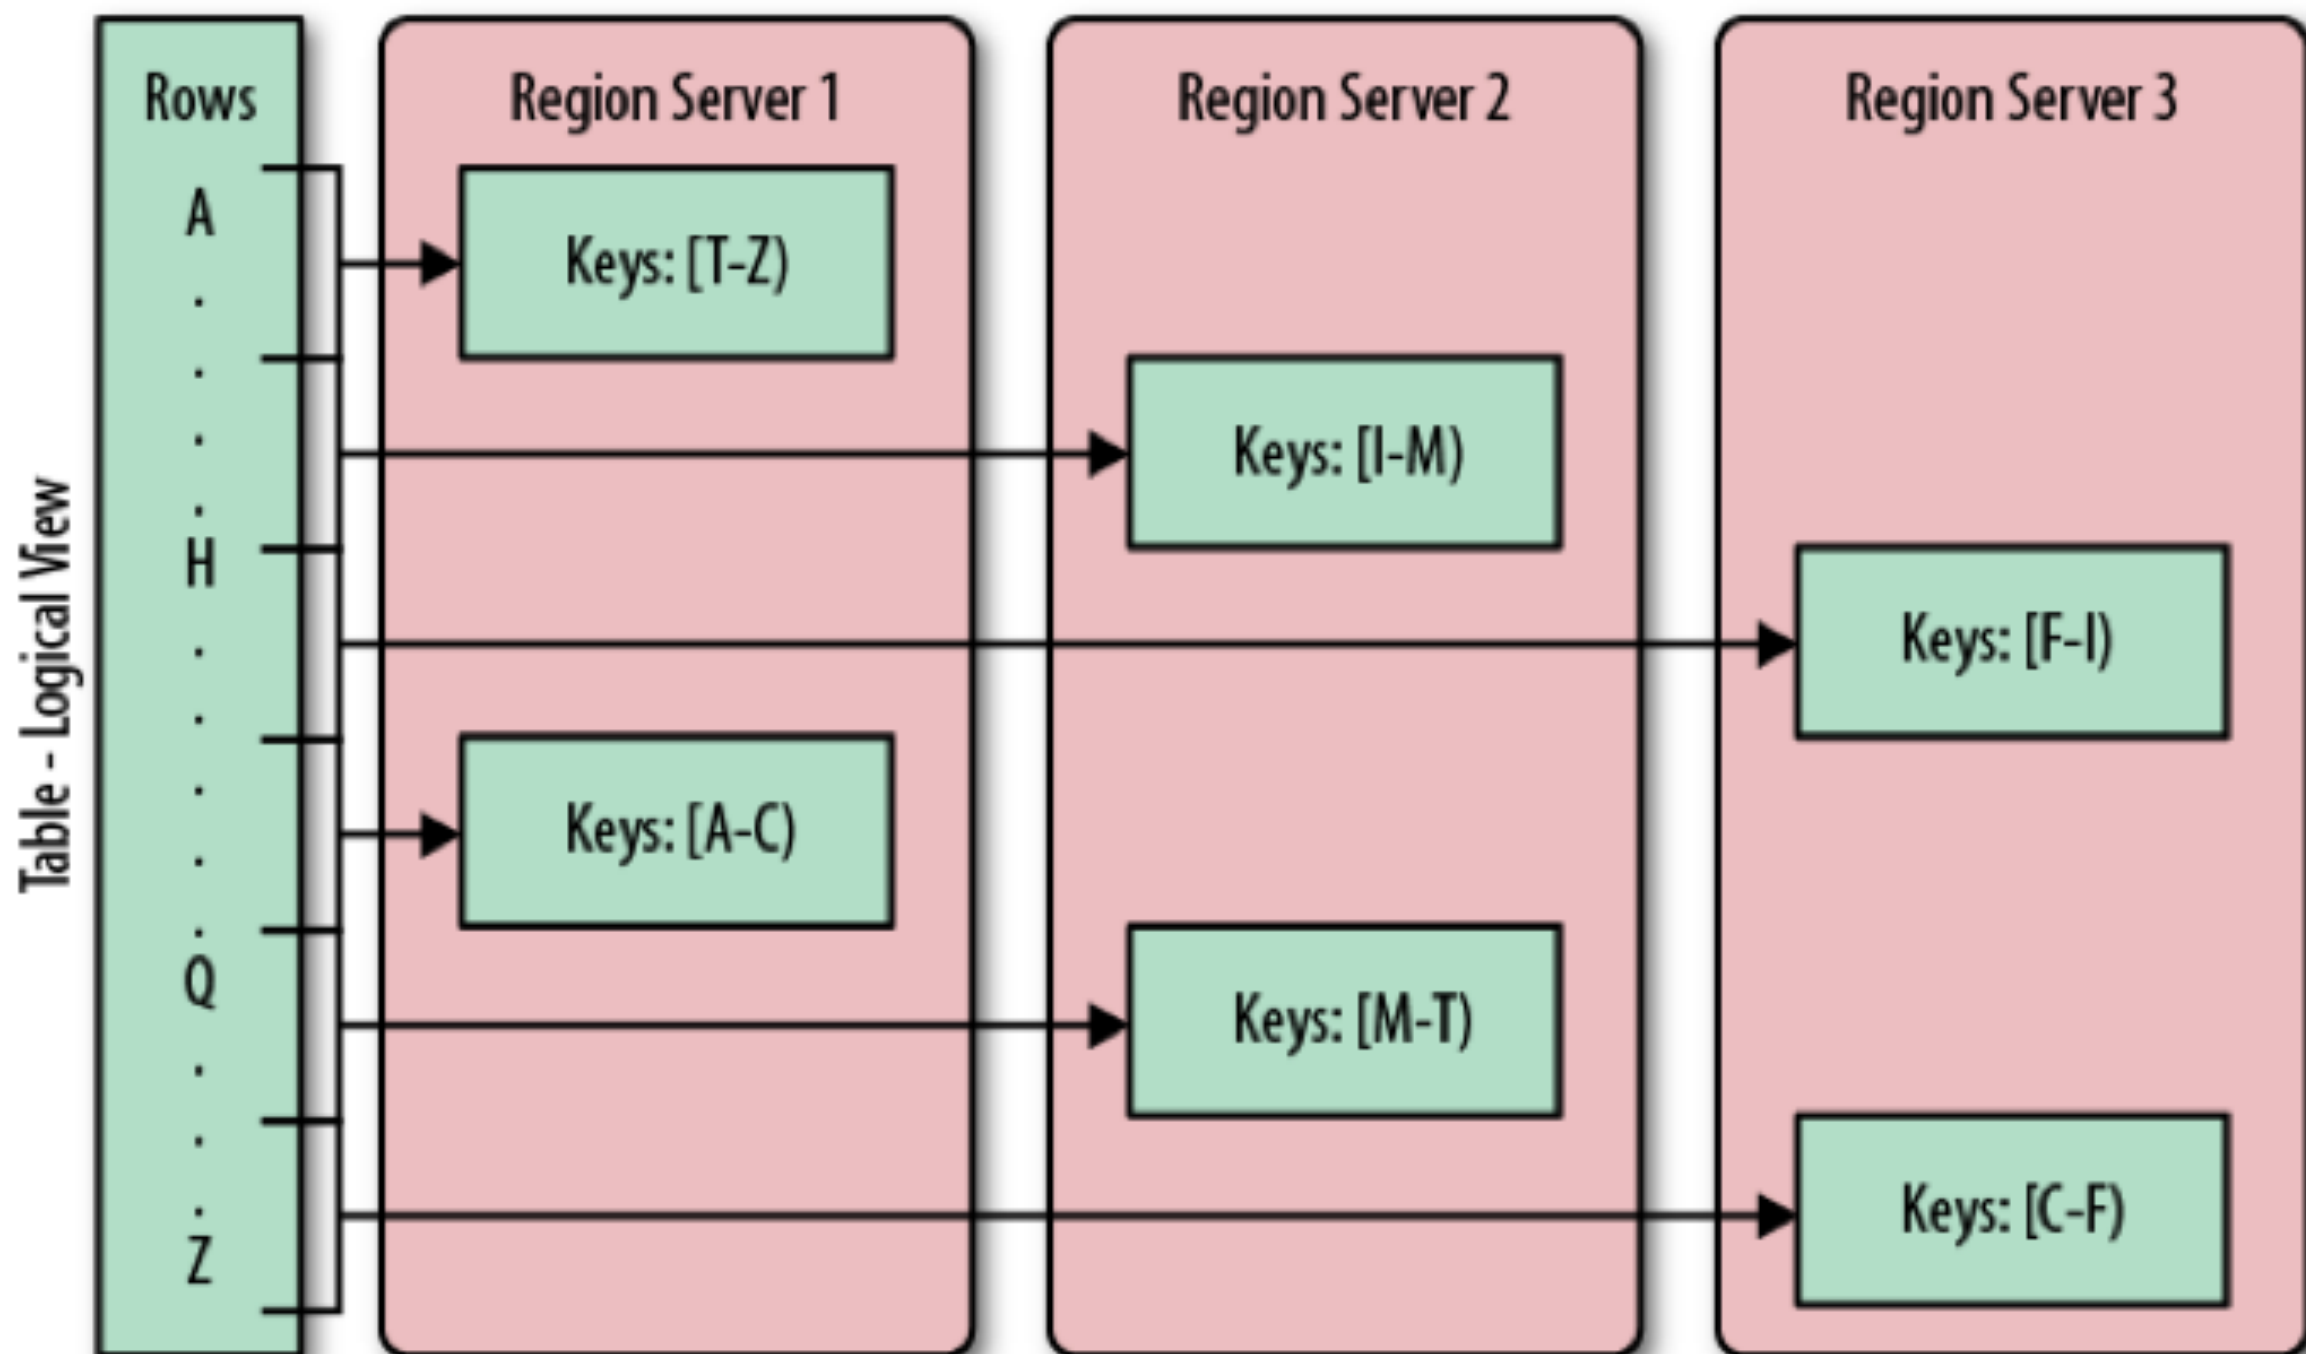 Table - Logical View
Rows
A
.
.
.
.
H
.
.
.
.
.
Q
.
.
.
Z
Region Server 1
Keys: [T-Z)
Keys: [A-C)
Region Server 2
Keys: [I-M)
Keys: [M-T)
Region Server 3
Keys: [F-I)
Keys: [C-F)